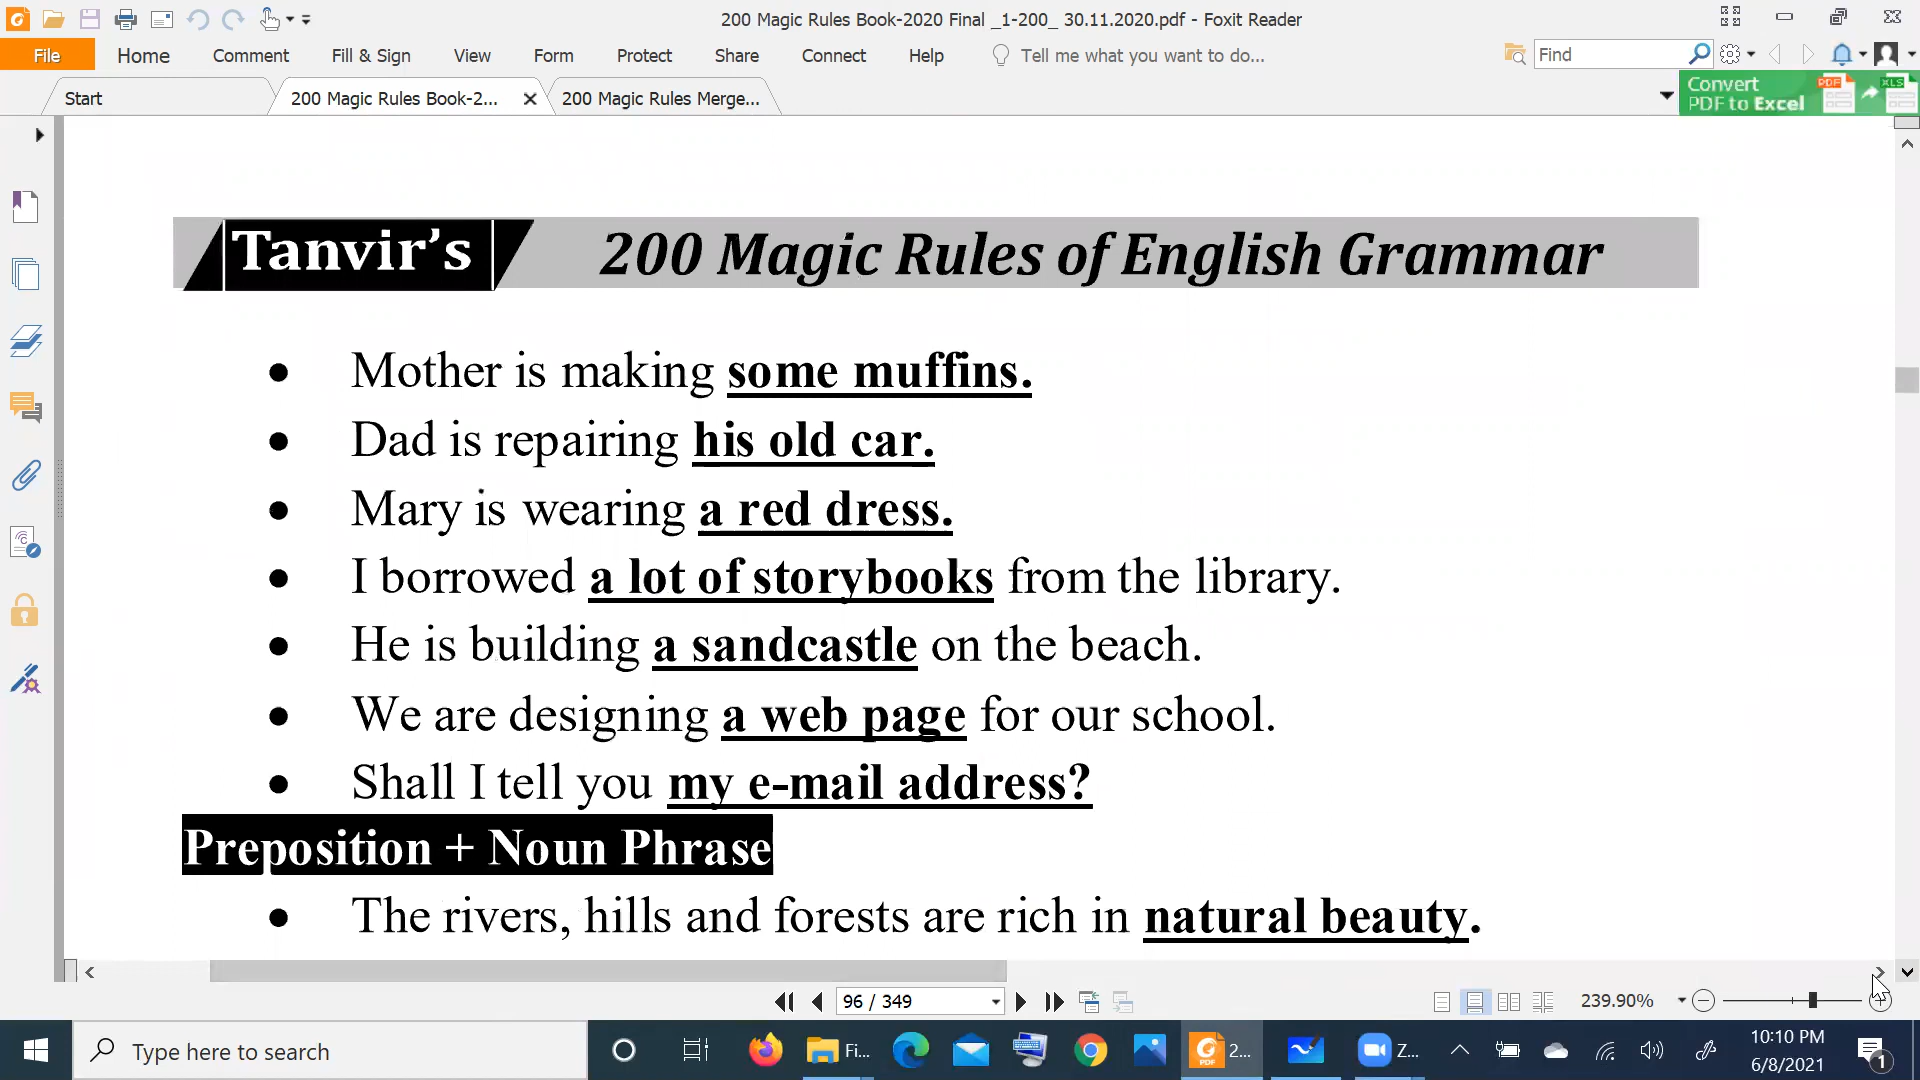 200 Magic Rules Book-2020 Final _1-200_ 30.11.2020.pdf - Foxit Reader
File Home Comment Fill & Sign View Form Protect Share Connect Help Tell me what you want to do... Find
Start 200 Magic Rules Book-2... 200 Magic Rules Merge...
Convert PDF XLS
PDF to Excel
Tanvir's 200 Magic Rules of English Grammar
● Mother is making some muffins.
● Dad is repairing his old car.
● Mary is wearing a red dress.
● I borrowed a lot of storybooks from the library.
● He is building a sandcastle on the beach.
● We are designing a web page for our school.
● Shall I tell you my e-mail address?
Preposition + Noun Phrase
● The rivers, hills and forests are rich in natural beauty.
96 / 349 239.90%
Type here to search Fi... 2... Z... 10:10 PM
6/8/2021 1